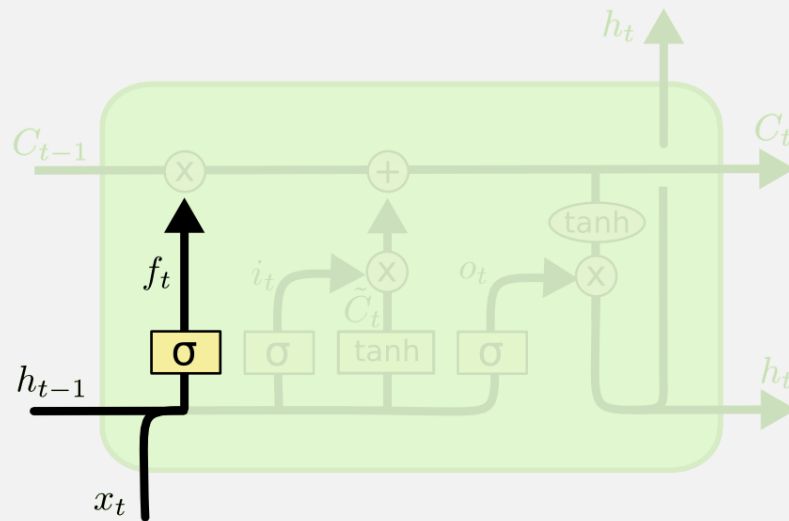 h_t
C_{t-1}
C_t
x
+
tanh
f_t
i_t
x
o_t
x
C̃_t
σ
σ
tanh
σ
h_{t-1}
h_t
x_t